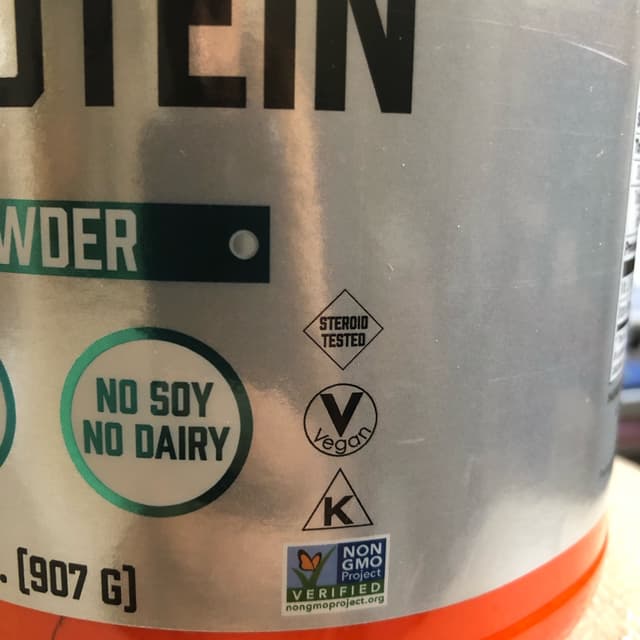 OTEIN
WDER
STEROID
TESTED
NO SOY
NO DAIRY
V
vegan
K
. (907 G)
NON
GMO
Project
VERIFIED
nongmoproject.org